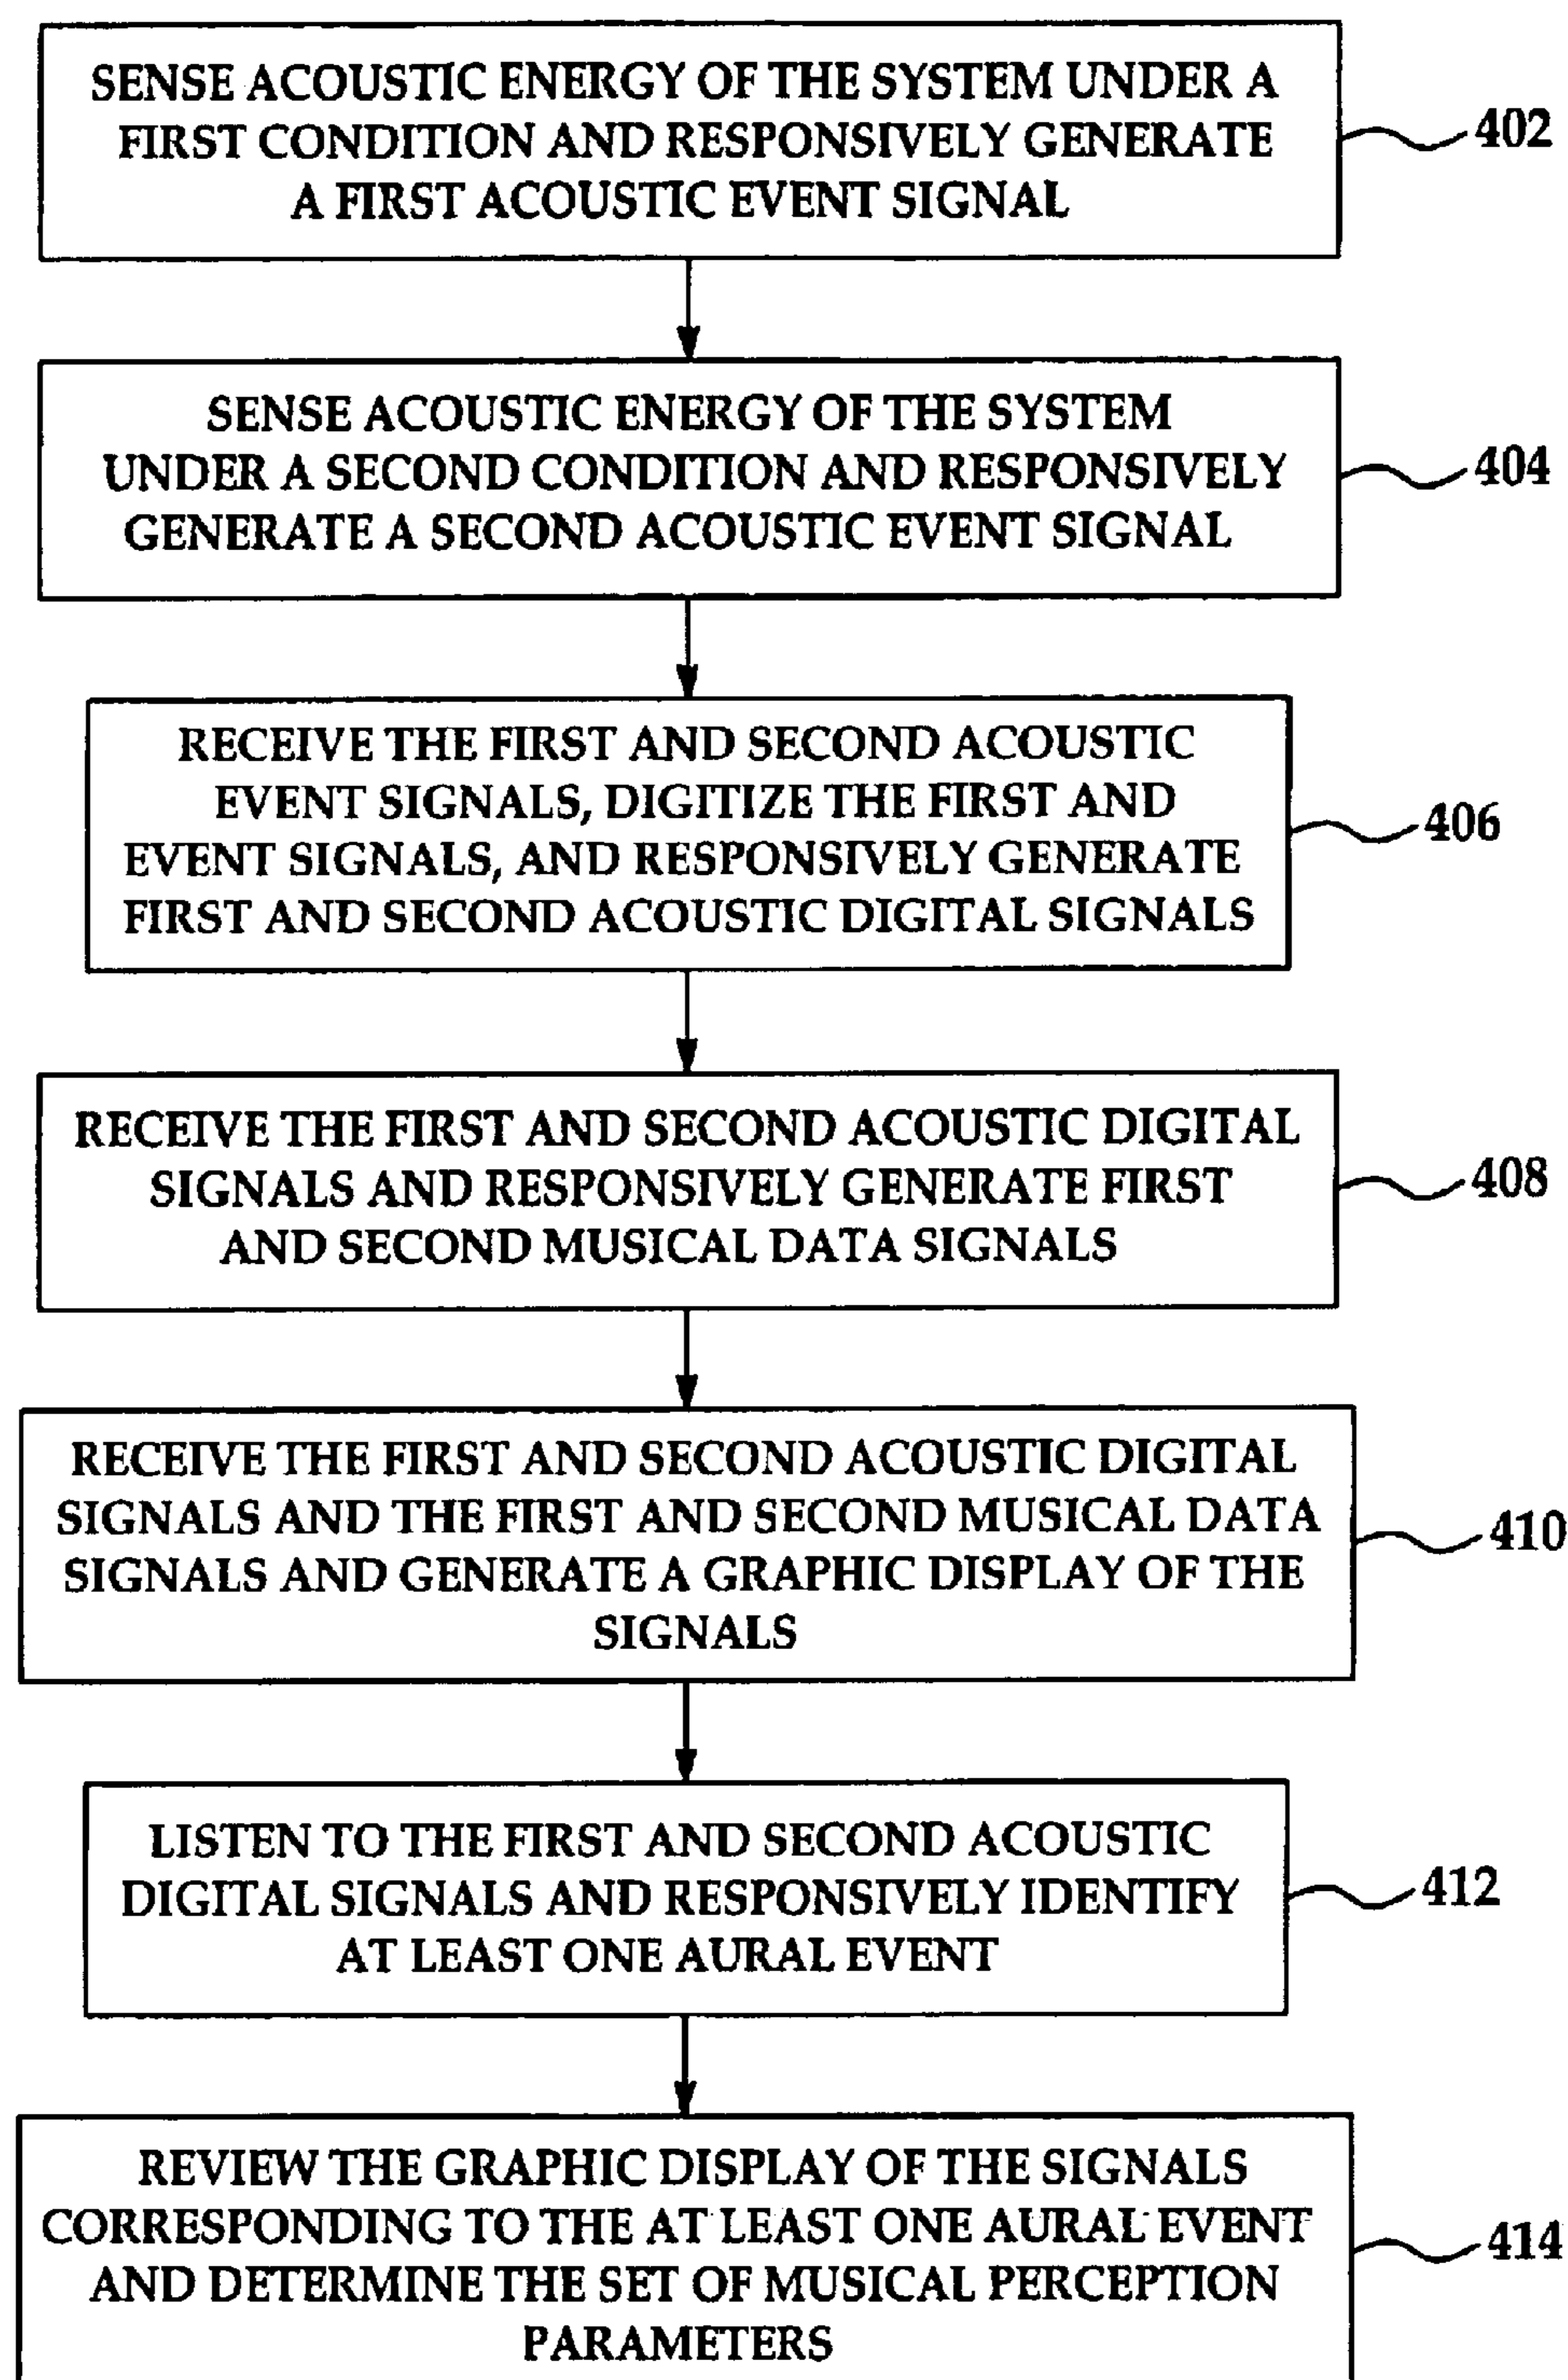 SENSE ACOUSTIC ENERGY OF THE SYSTEM UNDER A
FIRST CONDITION AND RESPONSIVELY GENERATE
A FIRST ACOUSTIC EVENT SIGNAL
402
SENSE ACOUSTIC ENERGY OF THE SYSTEM
UNDER A SECOND CONDITION AND RESPONSIVELY
GENERATE A SECOND ACOUSTIC EVENT SIGNAL
404
RECEIVE THE FIRST AND SECOND ACOUSTIC
EVENT SIGNALS, DIGITIZE THE FIRST AND
EVENT SIGNALS, AND RESPONSIVELY GENERATE
FIRST AND SECOND ACOUSTIC DIGITAL SIGNALS
406
RECEIVE THE FIRST AND SECOND ACOUSTIC DIGITAL
SIGNALS AND RESPONSIVELY GENERATE FIRST
AND SECOND MUSICAL DATA SIGNALS
408
RECEIVE THE FIRST AND SECOND ACOUSTIC DIGITAL
SIGNALS AND THE FIRST AND SECOND MUSICAL DATA
SIGNALS AND GENERATE A GRAPHIC DISPLAY OF THE
SIGNALS
410
LISTEN TO THE FIRST AND SECOND ACOUSTIC
DIGITAL SIGNALS AND RESPONSIVELY IDENTIFY
AT LEAST ONE AURAL EVENT
412
REVIEW THE GRAPHIC DISPLAY OF THE SIGNALS
CORRESPONDING TO THE AT LEAST ONE AURAL EVENT
AND DETERMINE THE SET OF MUSICAL PERCEPTION
PARAMETERS
414